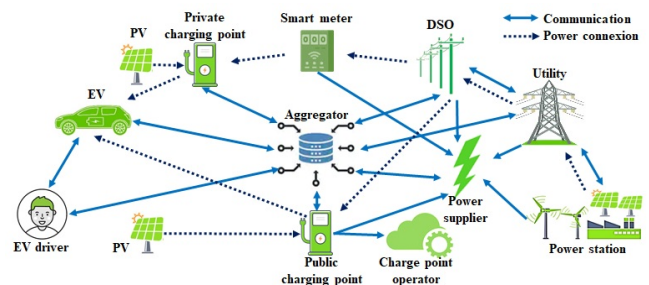 Private
charging point
Smart meter
DSO
Communication
Power connexion
PV
EV
Aggregator
Utility
EV driver
PV
Public
charging point
Charge point
operator
Power
supplier
Power station